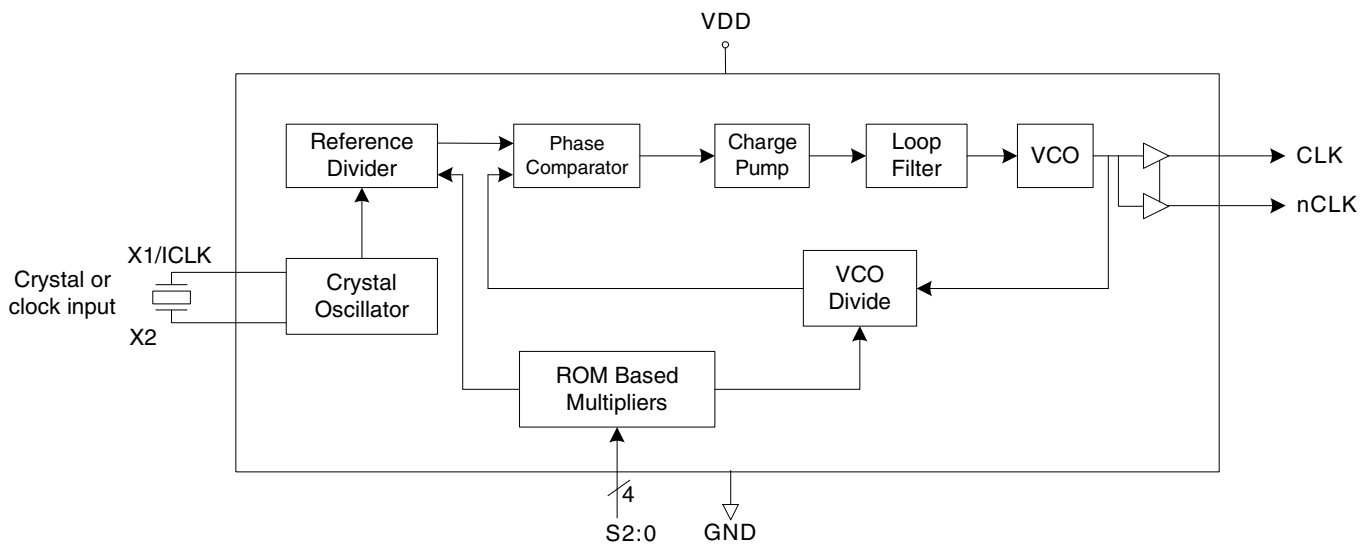 VDD
Reference
Divider
Phase
Comparator
Charge
Pump
Loop
Filter
VCO
CLK
nCLK
X1/ICLK
Crystal or
clock input
X2
Crystal
Oscillator
VCO
Divide
ROM Based
Multipliers
4
S2:0
GND